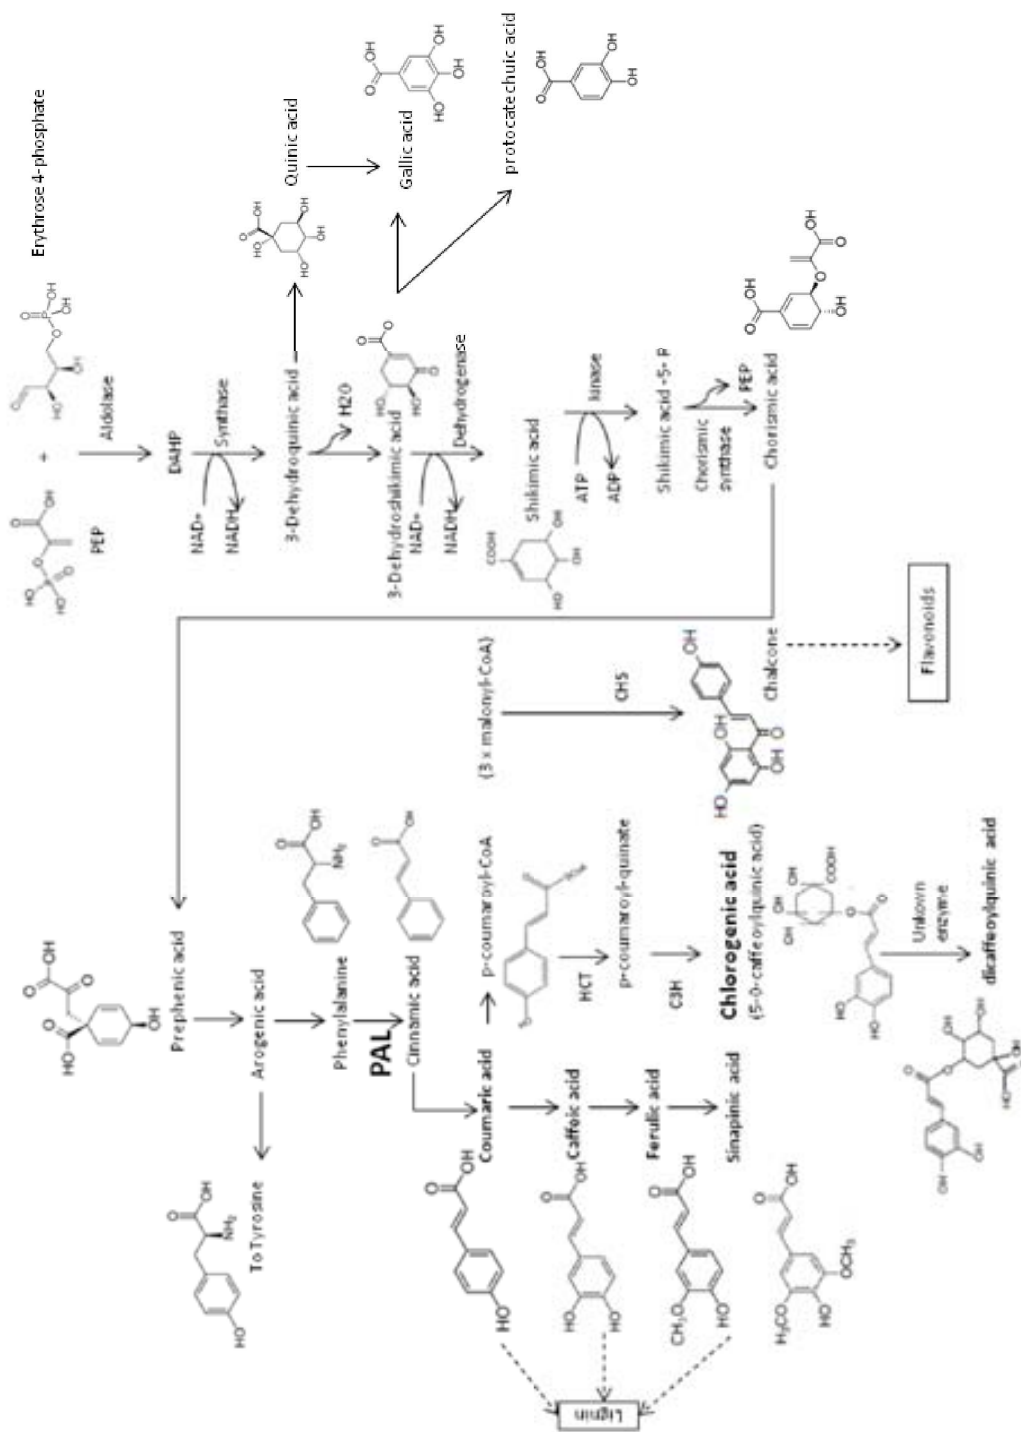 Erythrose 4-phosphate
+
PEP
Aldolase
DAHP
NAD+
Synthase
NADH
3-Dehydroquinic acid
Quinic acid
H2O
Gallic acid
3-Dehydroshikimic acid
protocatechuic acid
NAD+
Dehydrogenase
NADH
Shikimic acid
ATP
kinase
ADP
Shikimic acid -5- P
Chorismic
synthase
PEP
Chorismic acid
Prephenic acid
Arogenic acid
To Tyrosine
Phenylalanine
PAL
Cinnamic acid
Coumaric acid
p-coumaroyl-CoA
(3 x malonyl-CoA)
CHS
Chalcone
Flavonoids
HCT
p-coumaroyl-quinate
C3H
Chlorogenic acid
(5-O-caffeoylquinic acid)
Unkown
enzyme
dicaffeoylquinic acid
Caffeic acid
Ferulic acid
Sinapinic acid
Lignin